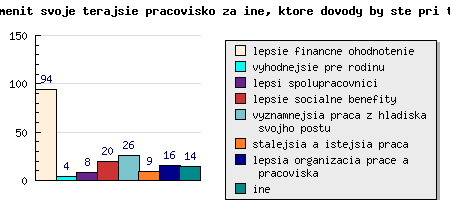 menit svoje terajsie pracovisko za ine, ktore dovody by ste pri t
150
100
50
0
94
4
8
20
26
9
16
14
lepsie financne ohodnotenie
vyhodnejsie pre rodinu
lepsi spolupracovnici
lepsie socialne benefity
vyznamnejsia praca z hladiska
svojho postu
stalejsia a istejsia praca
lepsia organizacia prace a
pracoviska
ine